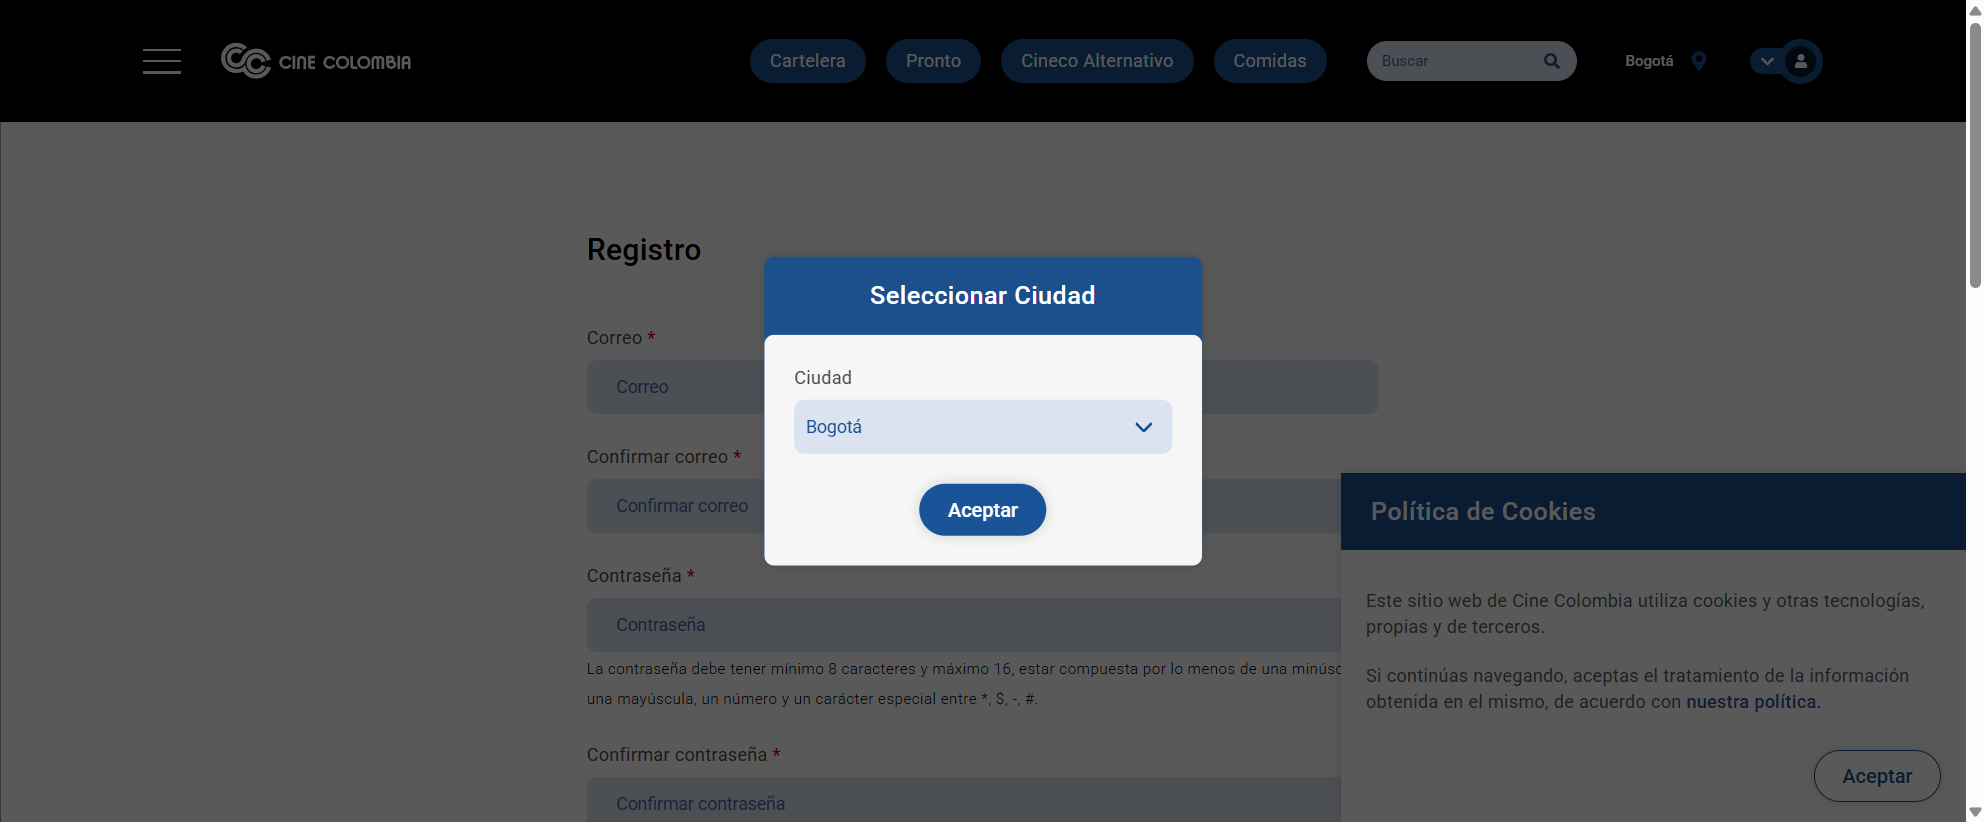 CINE COLOMBIA
Cartelera
Pronto
Cineco Alternativo
Comidas
Buscar
Bogotá
Registro
Seleccionar Ciudad
Ciudad
Bogotá
Aceptar
Correo *
Correo
Confirmar correo *
Confirmar correo
Contraseña *
Contraseña
La contraseña debe tener mínimo 8 caracteres y máximo 16, estar compuesta por lo menos de una minúsc
una mayúscula, un número y un carácter especial entre *, $, -, #.
Confirmar contraseña *
Confirmar contraseña
Política de Cookies
Este sitio web de Cine Colombia utiliza cookies y otras tecnologías,
propias y de terceros.
Si continúas navegando, aceptas el tratamiento de la información
obtenida en el mismo, de acuerdo con nuestra política.
Aceptar